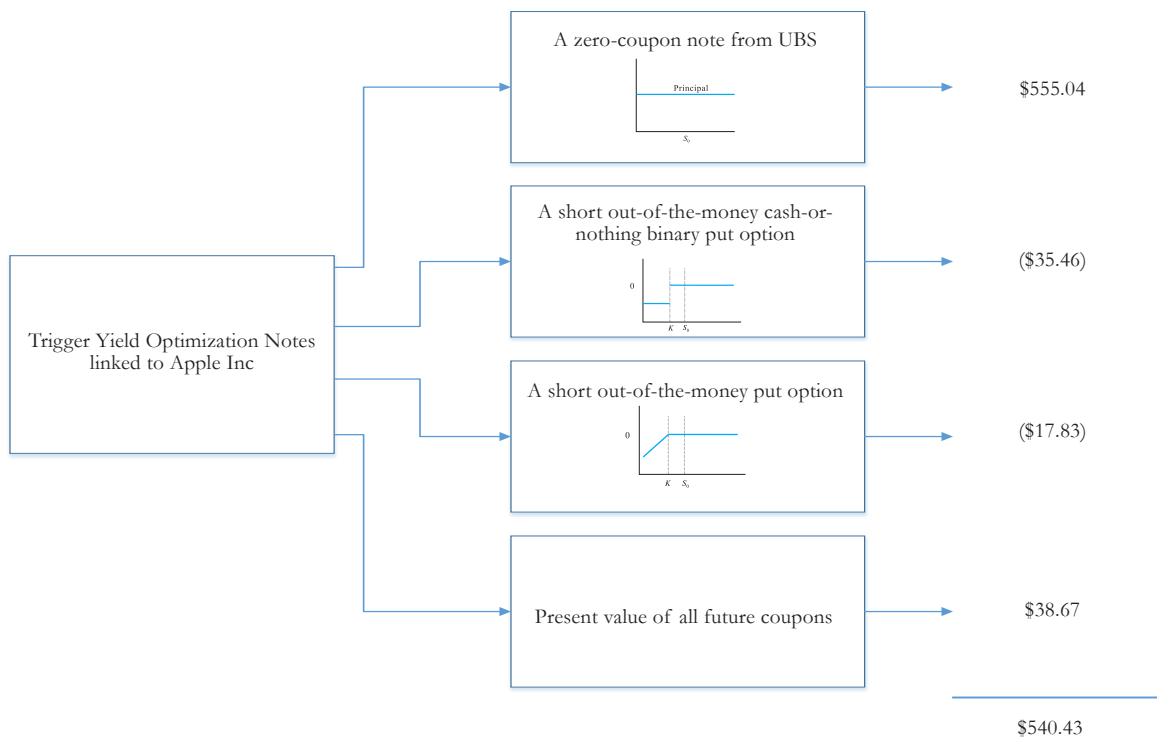 A zero-coupon note from UBS
Principal
S₀
$555.04
A short out-of-the-money cash-or-
nothing binary put option
0
K S₀
($35.46)
Trigger Yield Optimization Notes
linked to Apple Inc
A short out-of-the-money put option
0
K S₀
($17.83)
Present value of all future coupons
$38.67
$540.43